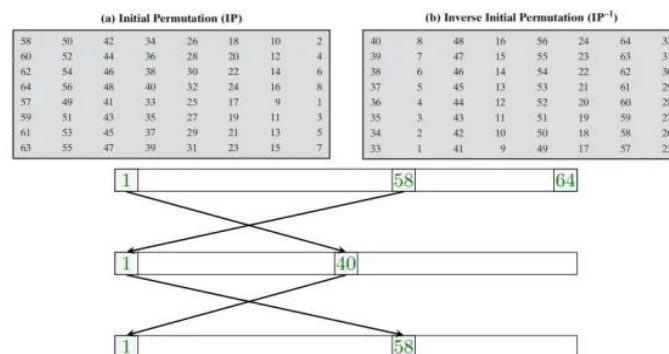 (a) Initial Permutation (IP)
58 50 42 34 26 18 10 2
60 52 44 36 28 20 12 4
62 54 46 38 30 22 14 6
64 56 48 40 32 24 16 8
57 49 41 33 25 17 9 1
59 51 43 35 27 19 11 3
61 53 45 37 29 21 13 5
63 55 47 39 31 23 15 7
(b) Inverse Initial Permutation (IP⁻¹)
40 8 48 16 56 24 64
39 7 47 15 55 23 63
38 6 46 14 54 22 62
37 5 45 13 53 21 61
36 4 44 12 52 20 60
35 3 43 11 51 19 59
34 2 42 10 50 18 58
33 1 41 9 49 17 57
1 58 64
1 40
1 58